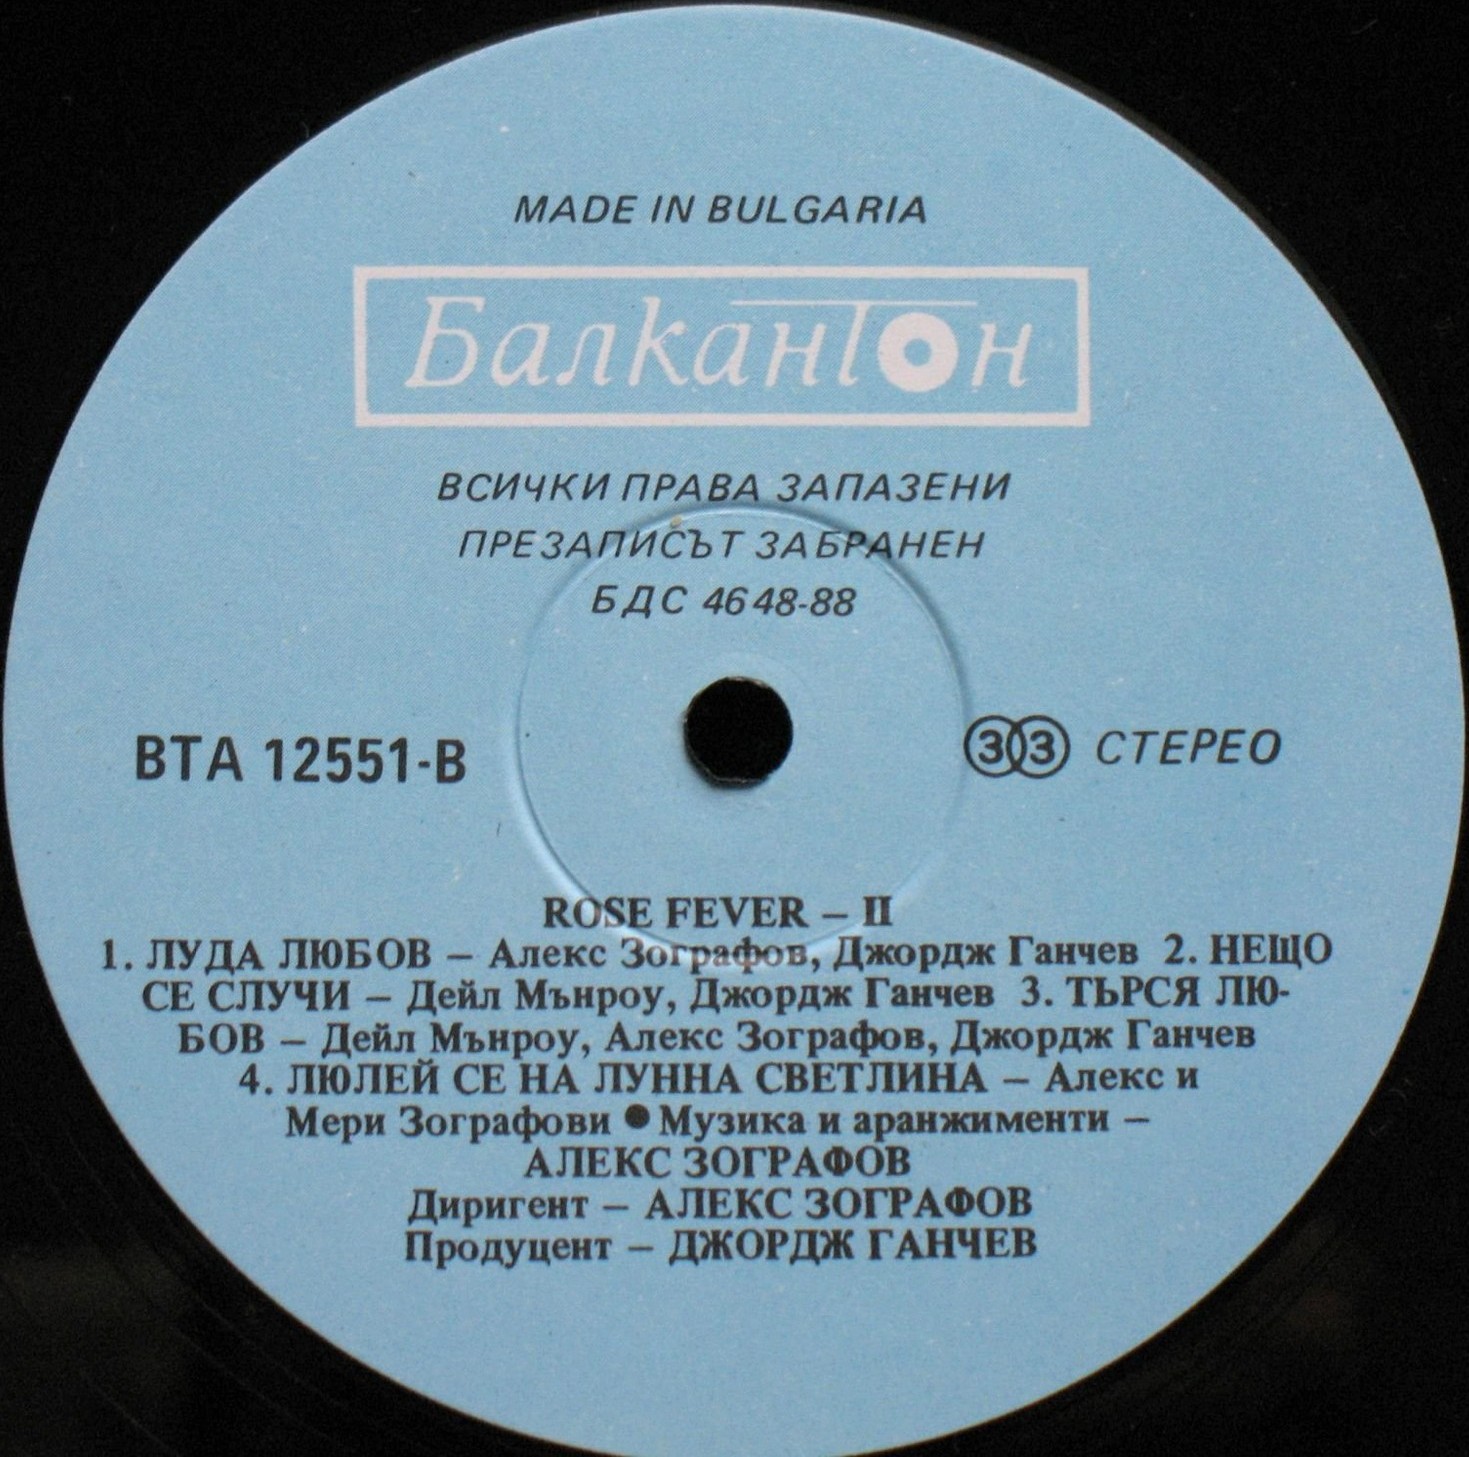 MADE IN BULGARIA
Балкантон
ВСИЧКИ ПРАВА ЗАПАЗЕНИ
ПРЕЗАПИСЪТ ЗАБРАНЕН
БДС 4648-88
ВТА 12551-В
33 СТЕРЕО
ROSE FEVER – II
1. ЛУДА ЛЮБОВ – Алекс Зографов, Джордж Ганчев 2. НЕЩО
СЕ СЛУЧИ – Дейл Мънроу, Джордж Ганчев 3. ТЪРСЯ ЛЮ-
БОВ – Дейл Мънроу, Алекс Зографов, Джордж Ганчев
4. ЛЮЛЕЙ СЕ НА ЛУННА СВЕТЛИНА – Алекс и
Мери Зографови ● Музика и аранжименти –
АЛЕКС ЗОГРАФОВ
Диригент – АЛЕКС ЗОГРАФОВ
Продуцент – ДЖОРДЖ ГАНЧЕВ